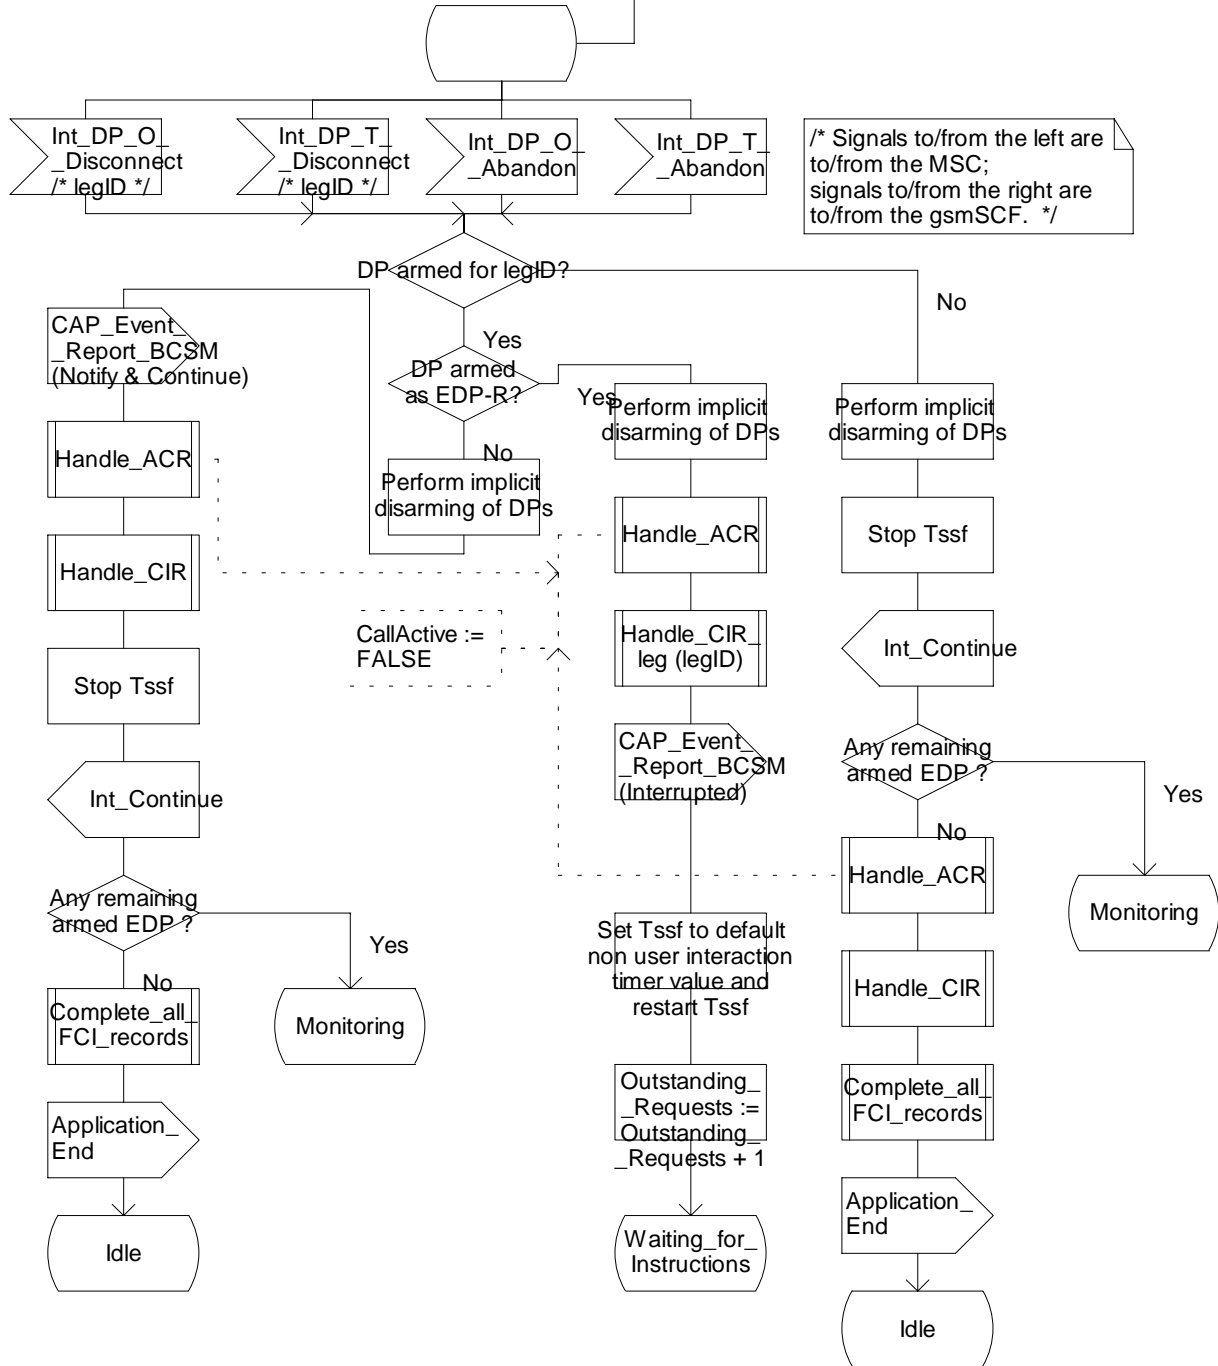 Int_DP_O_
_Disconnect
/* legID */
Int_DP_T_
_Disconnect
/* legID */
Int_DP_O_
_Abandon
Int_DP_T_
_Abandon
/* Signals to/from the left are
to/from the MSC;
signals to/from the right are
to/from the gsmSCF.  */
DP armed for legID?
No
Yes
CAP_Event_
_Report_BCSM
(Notify & Continue)
DP armed
as EDP-R?
Yes
No
Perform implicit
disarming of DPs
Perform implicit
disarming of DPs
Perform implicit
disarming of DPs
Handle_ACR
Handle_ACR
Stop Tssf
Handle_CIR
CallActive :=
FALSE
Handle_CIR_
leg (legID)
Int_Continue
Stop Tssf
CAP_Event_
_Report_BCSM
(Interrupted)
Any remaining
armed EDP ?
Yes
No
Int_Continue
Handle_ACR
Monitoring
Any remaining
armed EDP ?
Yes
No
Set Tssf to default
non user interaction
timer value and
restart Tssf
Handle_CIR
Complete_all_
FCI_records
Monitoring
Outstanding_
_Requests :=
Outstanding_
_Requests + 1
Complete_all_
FCI_records
Application_
End
Application_
End
Idle
Waiting_for_
Instructions
Idle